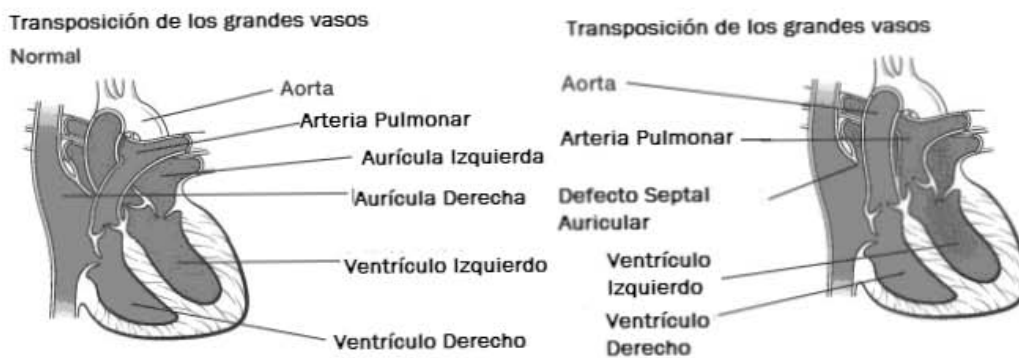 Transposición de los grandes vasos
Normal
Aorta
Arteria Pulmonar
Aurícula Izquierda
Aurícula Derecha
Ventrículo Izquierdo
Ventrículo Derecho
Transposición de los grandes vasos
Aorta
Arteria Pulmonar
Defecto Septal
Auricular
Ventrículo
Izquierdo
Ventrículo
Derecho